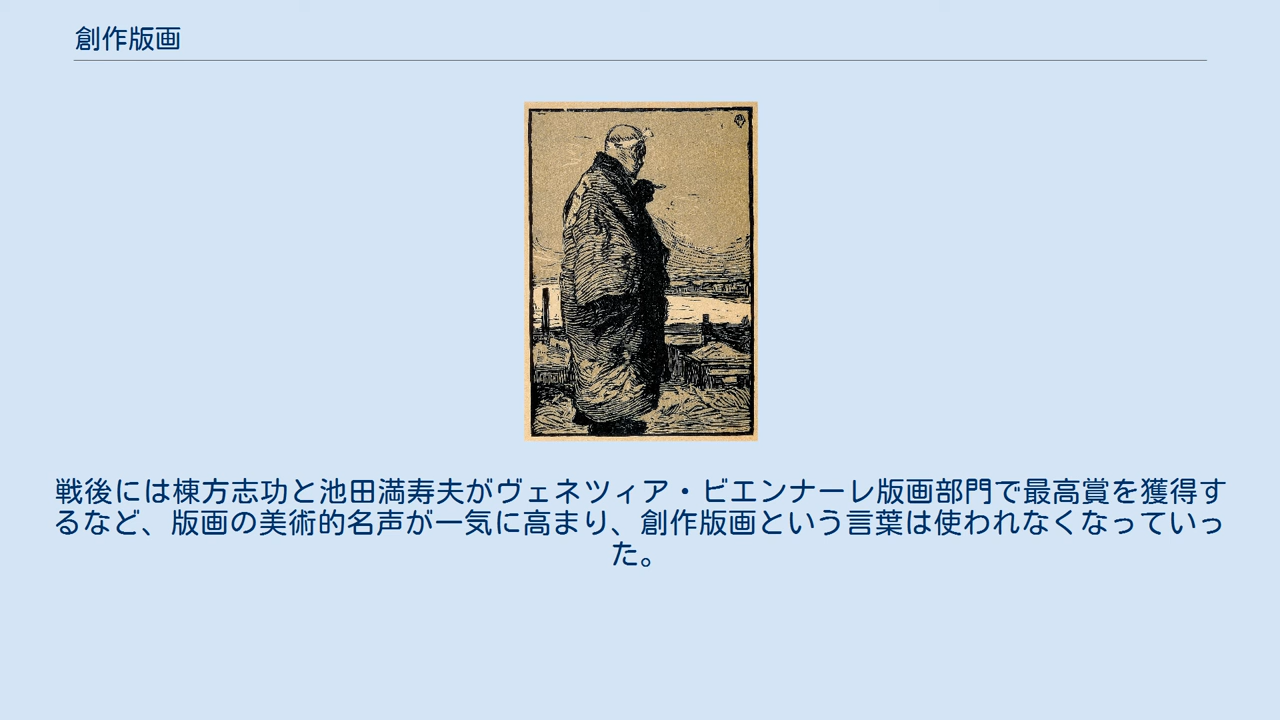 創作版画
戦後には棟方志功と池田満寿夫がヴェネツィア・ビエンナーレ版画部門で最高賞を獲得す
るなど、版画の美術的名声が一気に高まり、創作版画という言葉は使われなくなっていっ
た。